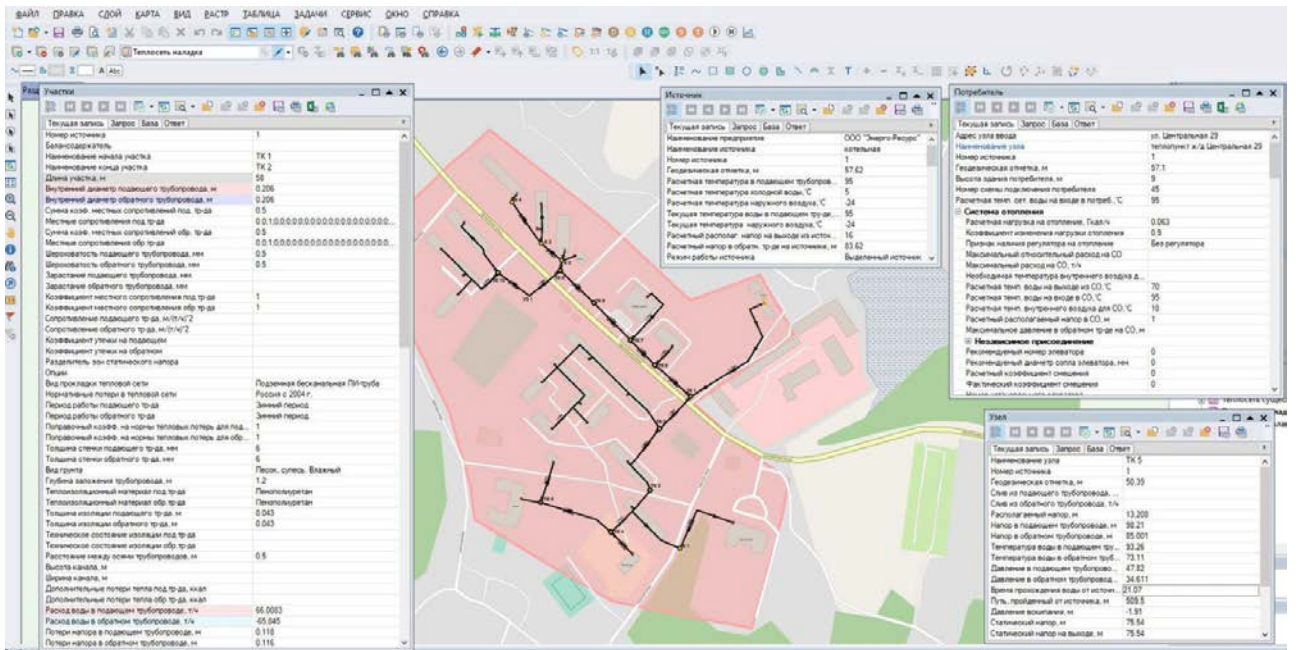 ФАЙЛ ПРАВКА СЛОЙ КАРТА ВИД РАСТР ТАБЛИЦА ЗАДАЧИ СЕРВИС ОКНО СПРАВКА
Теплосеть наладка
Участки
Текущая запись Запрос База Ответ
Номер источника 1
Балансодержатель
Наименование начала участка ТК 1
Наименование конца участка ТК 2
Длина участка, м 58
Внутренний диаметр подающего трубопровода, м 0.206
Внутренний диаметр обратного трубопровода, м 0.206
Сумма коэф. местных сопротивлений под. тр-да 0.5
Местные сопротивления под.тр-да
Сумма коэф. местных сопротивлений обр. тр-да 0.5
Местные сопротивления обр.тр-да
Шероховатость подающего трубопровода, мм 0.5
Шероховатость обратного трубопровода, мм 0.5
Зарастание подающего трубопровода, мм
Зарастание обратного трубопровода, мм
Коэффициент местного сопротивления под.тр-да 1
Коэффициент местного сопротивления обр.тр-да 1
Сопротивление подающего тр-да, м/(т/ч)^2
Сопротивление обратного тр-да, м/(т/ч)^2
Коэффициент утечки на подающем
Коэффициент утечки на обратном
Разделитель зон статического напора
Опции
Вид прокладки тепловой сети Подземная бесканальная ПИ-труба
Нормативные потери в тепловой сети Россия с 2004 г.
Период работы подающего тр-да Зимний период
Период работы обратного тр-да Зимний период
Поправочный коэфф. на нормы тепловых потерь для под... 1
Поправочный коэфф. на нормы тепловых потерь для обр... 1
Толщина стенки подающего тр-да, мм 6
Толщина стенки обратного тр-да, мм 6
Вид грунта Песок, супесь. Влажный
Глубина заложения трубопровода, м 1.2
Теплоизоляционный материал под.тр-да Пенополиуретан
Теплоизоляционный материал обр.тр-да Пенополиуретан
Толщина изоляции подающего тр-да, м 0.043
Толщина изоляции обратного тр-да, м 0.043
Техническое состояние изоляции под.тр-да
Техническое состояние изоляции обр.тр-да
Расстояние между осями трубопроводов, м 0.5
Высота канала, м
Ширина канала, м
Дополнительные потери тепла под.тр-да, ккал
Дополнительные потери тепла обр.тр-да, ккал
Расход воды в подающем трубопроводе, т/ч 66.0083
Расход воды в обратном трубопроводе, т/ч -65.845
Потери напора в подающем трубопроводе, м
Потери напора в обратном трубопроводе, м 0.116
Источник
Текущая запись Запрос База Ответ
Наименование предприятия ООО "Энерго-Ресурс"
Наименование источника котельная
Номер источника 1
Геодезическая отметка, м 57.62
Расчетная температура в подающем трубопров... 95
Расчетная температура холодной воды,°С 5
Расчетная температура наружного воздуха,°С -24
Текущая температура воды в подающем тру-де... 95
Текущая температура наружного воздуха,°С -24
Расчетный располаг. напор на выходе из источ... 16
Расчетный напор в обратн. тр-де на источнике, м 83.62
Режим работы источника Выделенный источник
Потребитель
Текущая запись Запрос База Ответ
Адрес узла ввода ул. Центральная 29
Наименование узла теплопункт ж/д Центральная 29
Номер источника 1
Геодезическая отметка, м 57.1
Высота здания потребителя, м 9
Номер схемы подключения потребителя 45
Расчетная темп. сет. воды на входе в потреб.,°С 95
Система отопления
Расчетная нагрузка на отопление, Гкал/ч 0.063
Коэффициент изменения нагрузки отопления 0.9
Признак наличия регулятора на отопление Без регулятора
Максимальный относительный расход на СО
Максимальный расход на СО, т/ч
Необходимая температура внутреннего воздуха д...
Расчетная темп. воды на выходе из СО,°С 70
Расчетная темп. воды на входе в СО,°С 95
Расчетная темп. внутреннего воздуха для СО,°С 18
Расчетный располагаемый напор в СО, м 1
Максимальное давление в обратном тр-де на СО, м
Независимое присоединение
Рекомендуемый номер элеватора 0
Рекомендуемый диаметр сопла элеватора, мм 0
Расчетный коэффициент смешения 0
Фактический коэффициент смешения 0
Узел
Текущая запись Запрос База Ответ
Наименование узла ТК 5
Номер источника 1
Геодезическая отметка, м 50.39
Слив из подающего трубопровода, ...
Слив из обратного трубопровода, т/ч
Располагаемый напор, м 13.208
Напор в подающем трубопроводе, м 98.21
Напор в обратном трубопроводе, м 85.001
Температура воды в подающем тру... 93.26
Температура воды в обратном труб... 73.11
Давление в подающем трубопрово... 47.82
Давление в обратном трубопровод... 34.611
Время прохождения воды от источн... 21.07
Путь, пройденный от источника, м 509.5
Давление вскипания, м -1.91
Статический напор, м 75.54
Статический напор на выходе, м 75.54